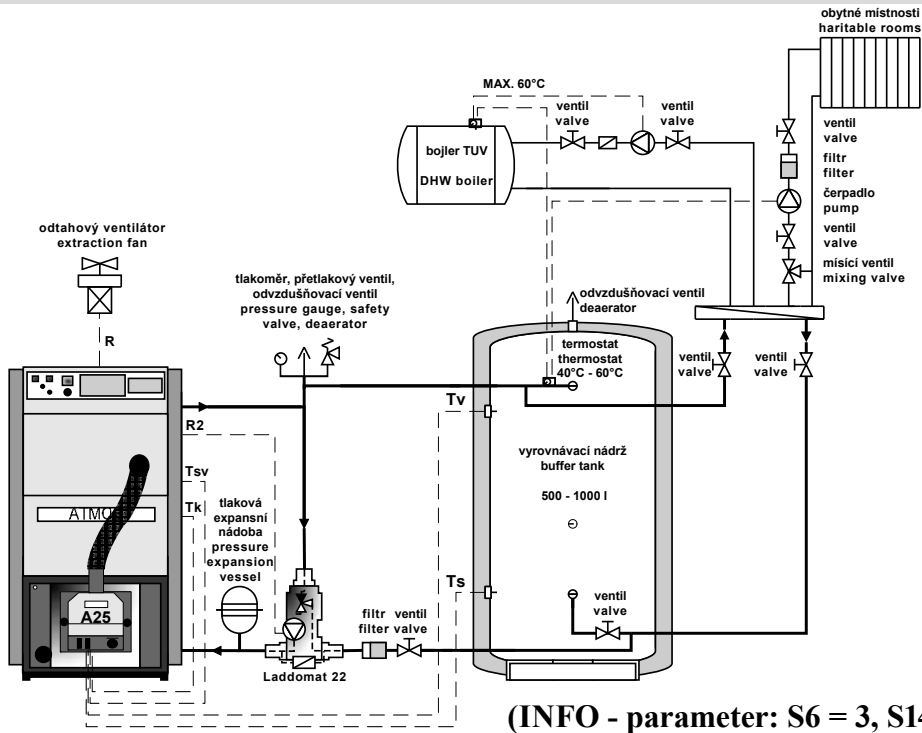 obytné místnosti
haritable rooms
MAX. 60°C
ventil
valve
ventil
valve
bojler TUV
DHW boiler
ventil
valve
filtr
filter
čerpadlo
pump
ventil
valve
mísící ventil
mixing valve
odtahový ventilátor
extraction fan
R
tlakoměr, přetlakový ventil,
odvzdušňovací ventil
pressure gauge, safety
valve, deaerator
odvzdušňovací ventil
deaerator
termostat
thermostat
40°C - 60°C
ventil
valve
ventil
valve
Tv
R2
Tsv
Tk
vyrovnávací nádrž
buffer tank
500 - 1000 l
tlaková
expansní
nádoba
pressure
expansion
vessel
A25
Ts
ventil
valve
filtr ventil
filter valve
Laddomat 22
(INFO - parameter: S6 = 3, S14